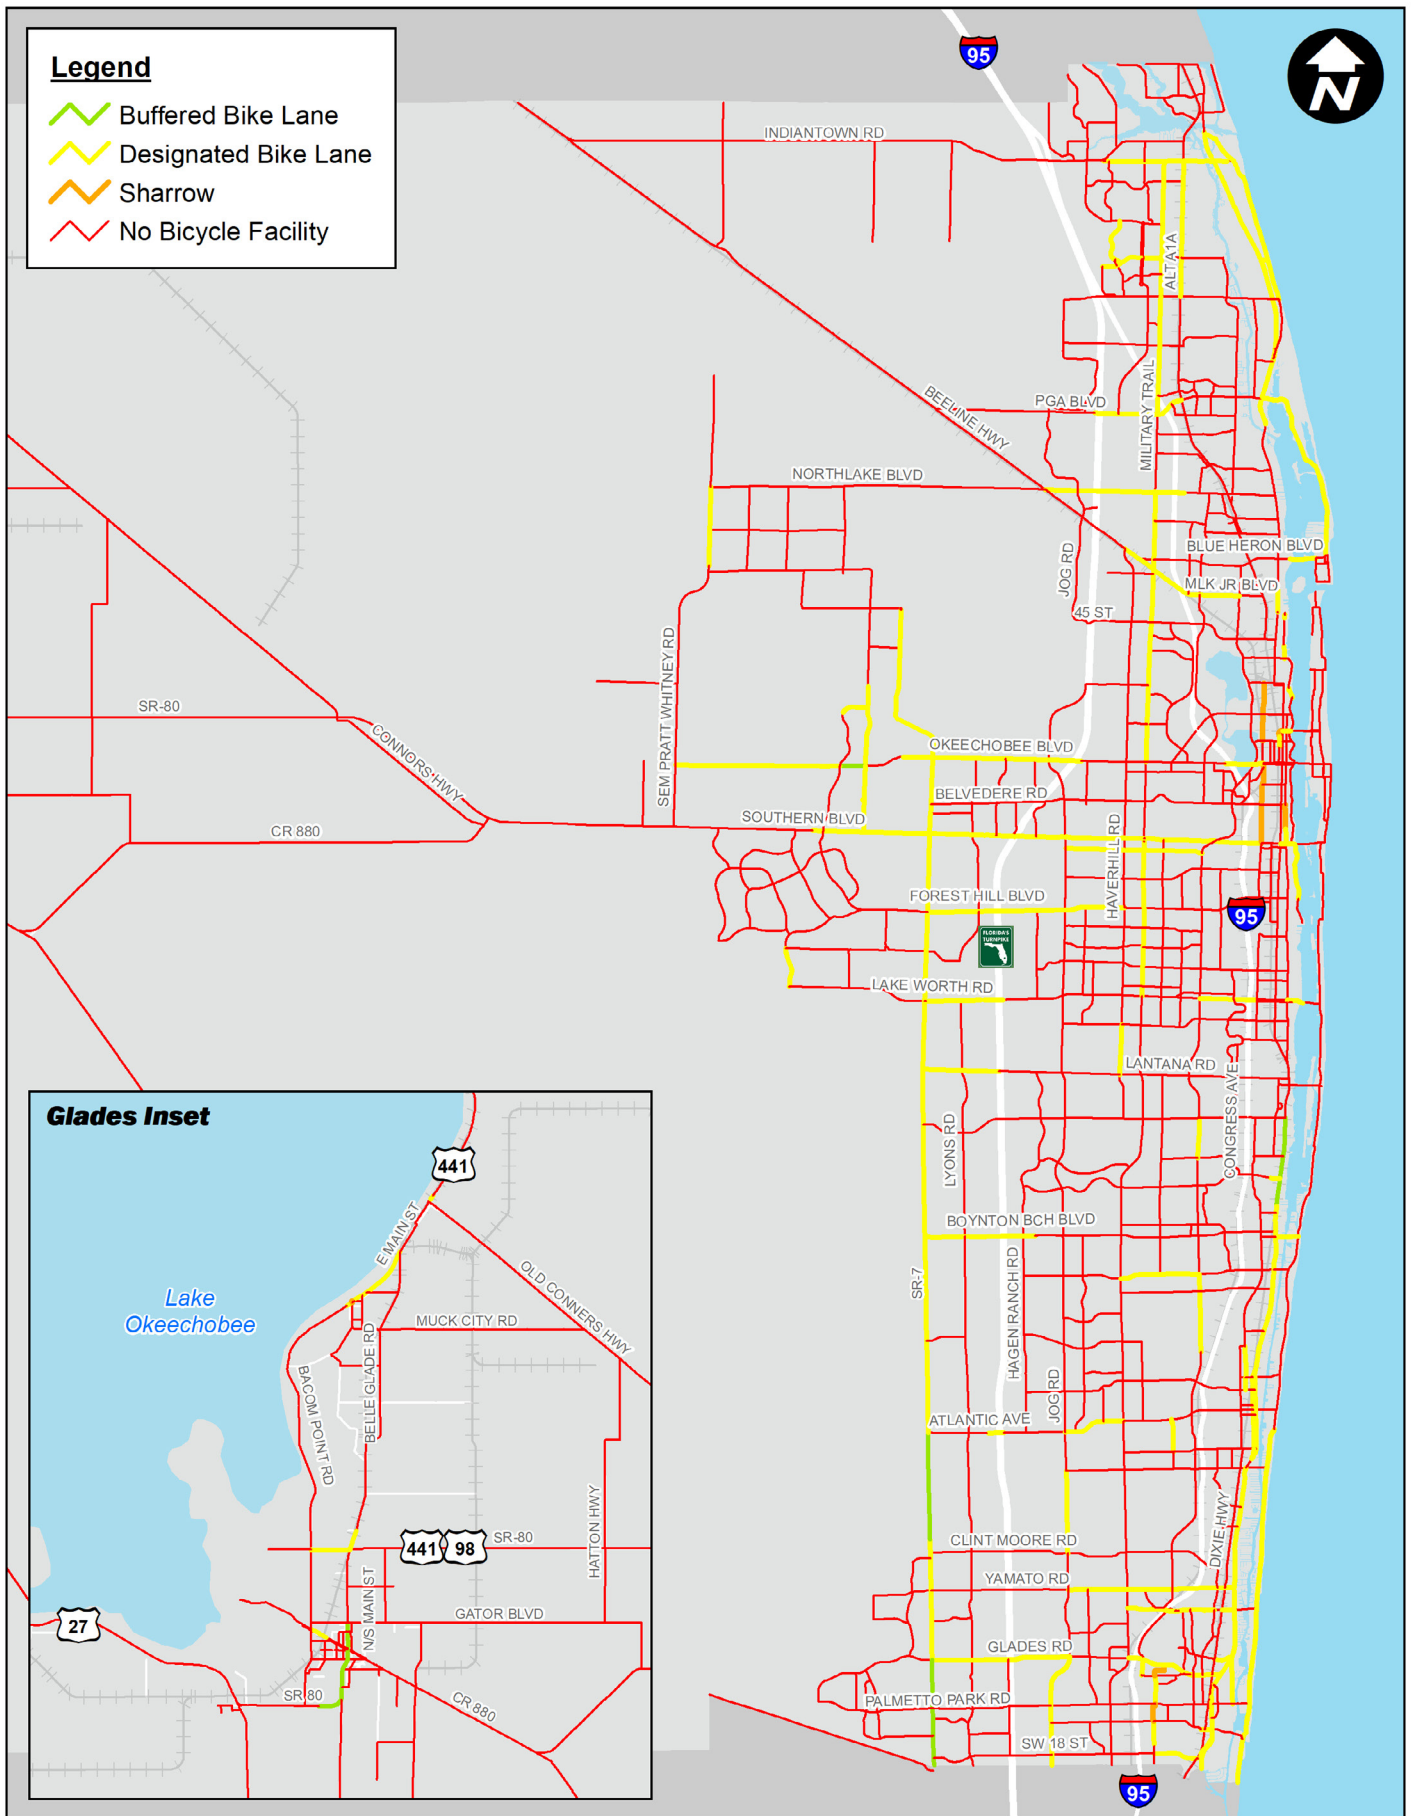 Legend
Buffered Bike Lane
Designated Bike Lane
Sharrow
No Bicycle Facility
95
N
INDIANTOWN RD
ALT A1A
BEELINE HWY
PGA BLVD
MILITARY TRAIL
NORTHLAKE BLVD
BLUE HERON BLVD
JOG RD
MLK JR BLVD
45 ST
SEM PRATT WHITNEY RD
SR-80
CONNORS HWY
OKEECHOBEE BLVD
BELVEDERE RD
SOUTHERN BLVD
CR 880
HAVERHILL RD
FOREST HILL BLVD
95
FLORIDA'S
TURNPIKE
LAKE WORTH RD
LANTANA RD
CONGRESS AVE
LYONS RD
BOYNTON BCH BLVD
SR-7
HAGEN RANCH RD
JOG RD
ATLANTIC AVE
DIXIE HWY
CLINT MOORE RD
YAMATO RD
GLADES RD
PALMETTO PARK RD
SW 18 ST
95
Glades Inset
441
E MAIN ST
Lake
Okeechobee
OLD CONNERS HWY
MUCK CITY RD
BELLE GLADE RD
BACOM POINT RD
441
98
SR-80
HATTON HWY
N/S MAIN ST
GATOR BLVD
27
SR 80
CR 880